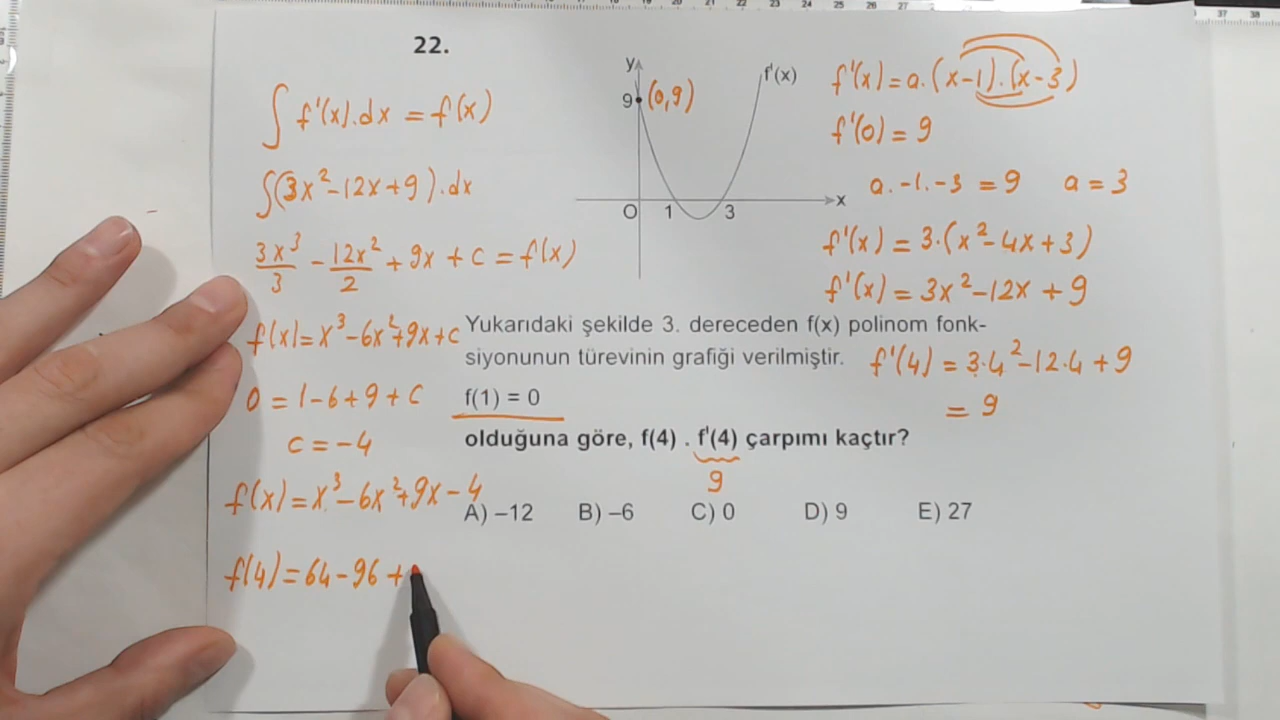 22.
∫ f'(x).dx = f(x)
∫(3x²-12x+9).dx
3x³/3 - 12x²/2 + 9x + c = f(x)
f(x)=x³-6x²+9x+c
0 = 1-6+9+c
c = -4
f(x)=x³-6x²+9x-4
f(4)=64-96+
y
f'(x)
9 (0,9)
O 1 3 x
f'(x)=a.(x-1).(x-3)
f'(0)=9
a.-1.-3=9 a=3
f'(x)=3.(x²-4x+3)
f'(x)=3x²-12x+9
Yukarıdaki şekilde 3. dereceden f(x) polinom fonk-
siyonunun türevinin grafiği verilmiştir.
f'(4)=3.4²-12.4+9
=9
f(1) = 0
olduğuna göre, f(4) . f'(4) çarpımı kaçtır?
9
A) –12 B) –6 C) 0 D) 9 E) 27